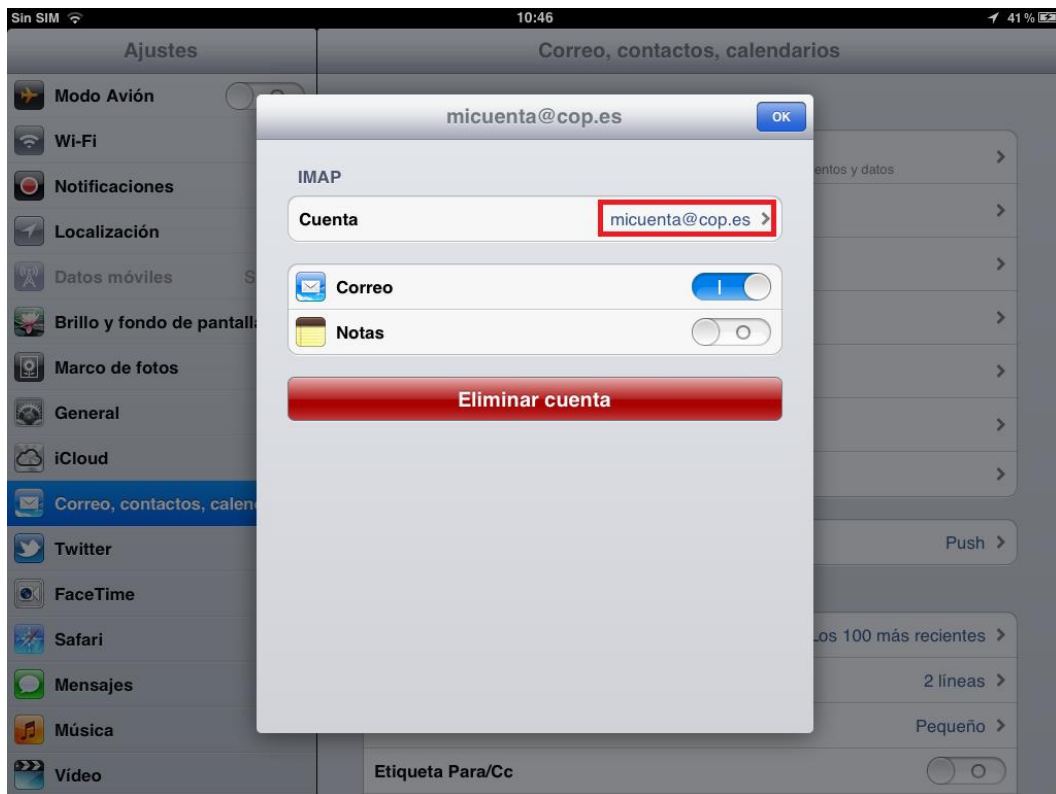 Sin SIM 10:46 41 %
Ajustes
Correo, contactos, calendarios
Modo Avión
Wi-Fi
Notificaciones
Localización
Datos móviles S
Brillo y fondo de pantall
Marco de fotos
General
iCloud
Correo, contactos, calen
Twitter
FaceTime
Safari
Mensajes
Música
Vídeo
micuenta@cop.es OK
IMAP
Cuenta micuenta@cop.es
Correo
Notas
Eliminar cuenta
entos y datos
Push
Los 100 más recientes
2 líneas
Pequeño
Etiqueta Para/Cc